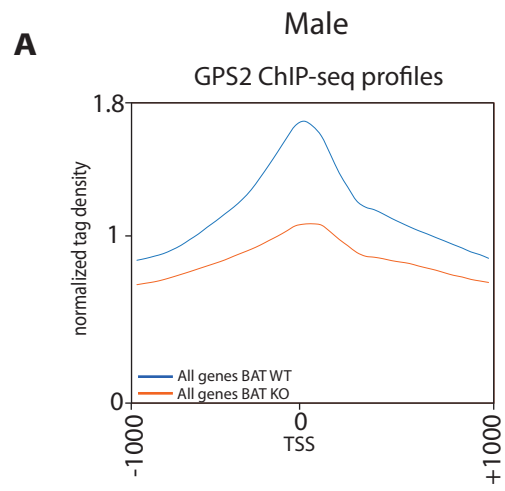 Male
A
GPS2 ChIP-seq profiles
1.8
normalized tag density
1
All genes BAT WT
All genes BAT KO
0
-1000
0
TSS
+1000